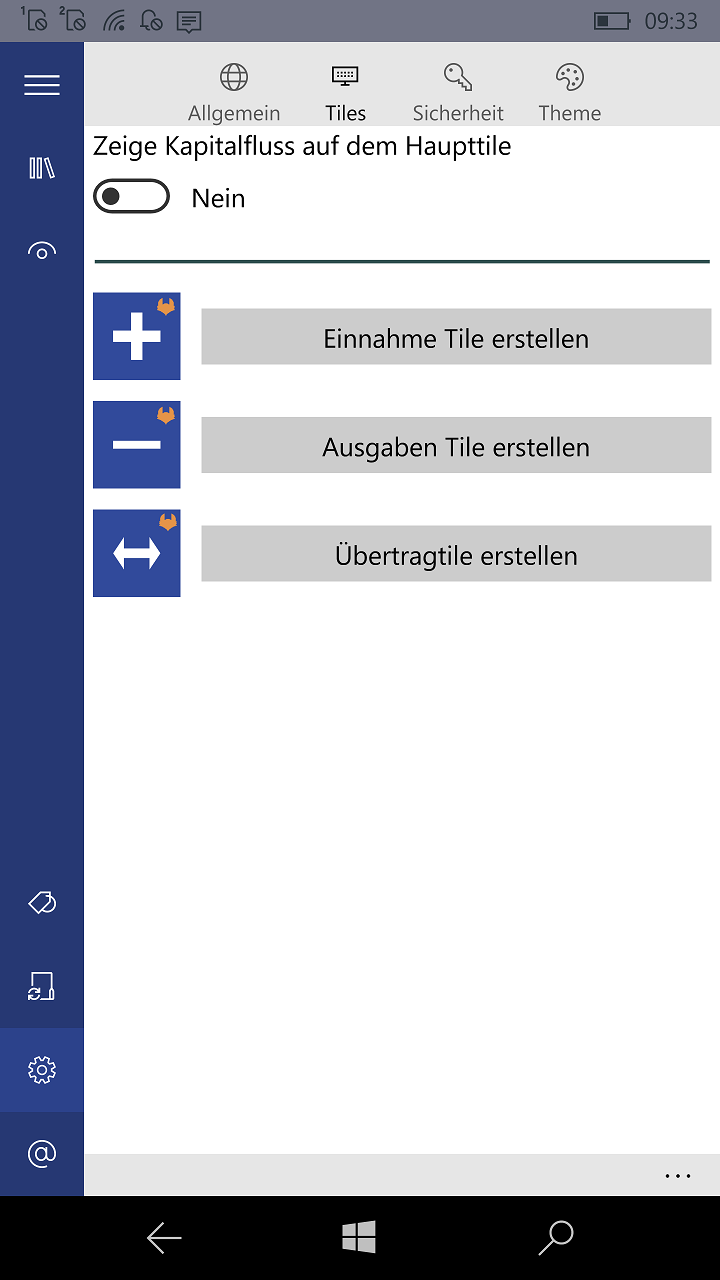 1 2 09:33
Allgemein Tiles Sicherheit Theme
Zeige Kapitalfluss auf dem Haupttile
Nein
Einnahme Tile erstellen
Ausgaben Tile erstellen
Übertragtile erstellen